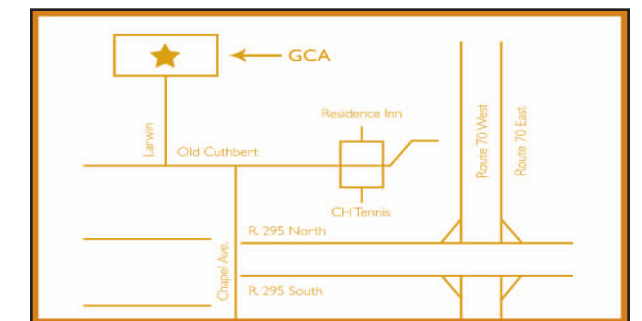 GCA
Residence Inn
Larwin
Old Cuthbert
Route 70 West
Route 70 East
CH Tennis
R. 295 North
Chapel Ave.
R. 295 South